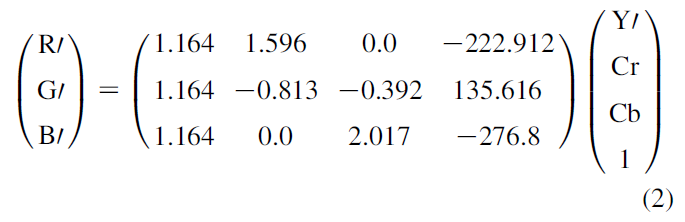 R′ = 1.164 1.596 0.0 −222.912 Y′
G′ 1.164 −0.813 −0.392 135.616 Cr
B′ 1.164 0.0 2.017 −276.8 Cb
1
(2)